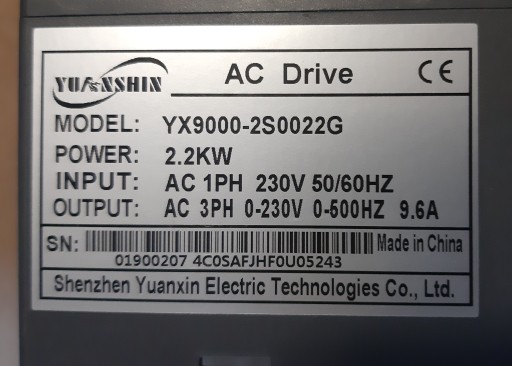 YUANSHIN
AC Drive CE
MODEL: YX9000-2S0022G
POWER: 2.2KW
INPUT: AC 1PH 230V 50/60HZ
OUTPUT: AC 3PH 0-230V 0-500HZ 9.6A
SN: Made in China
01900207 4C0SAFJHF0U05243
Shenzhen Yuanxin Electric Technologies Co., Ltd.